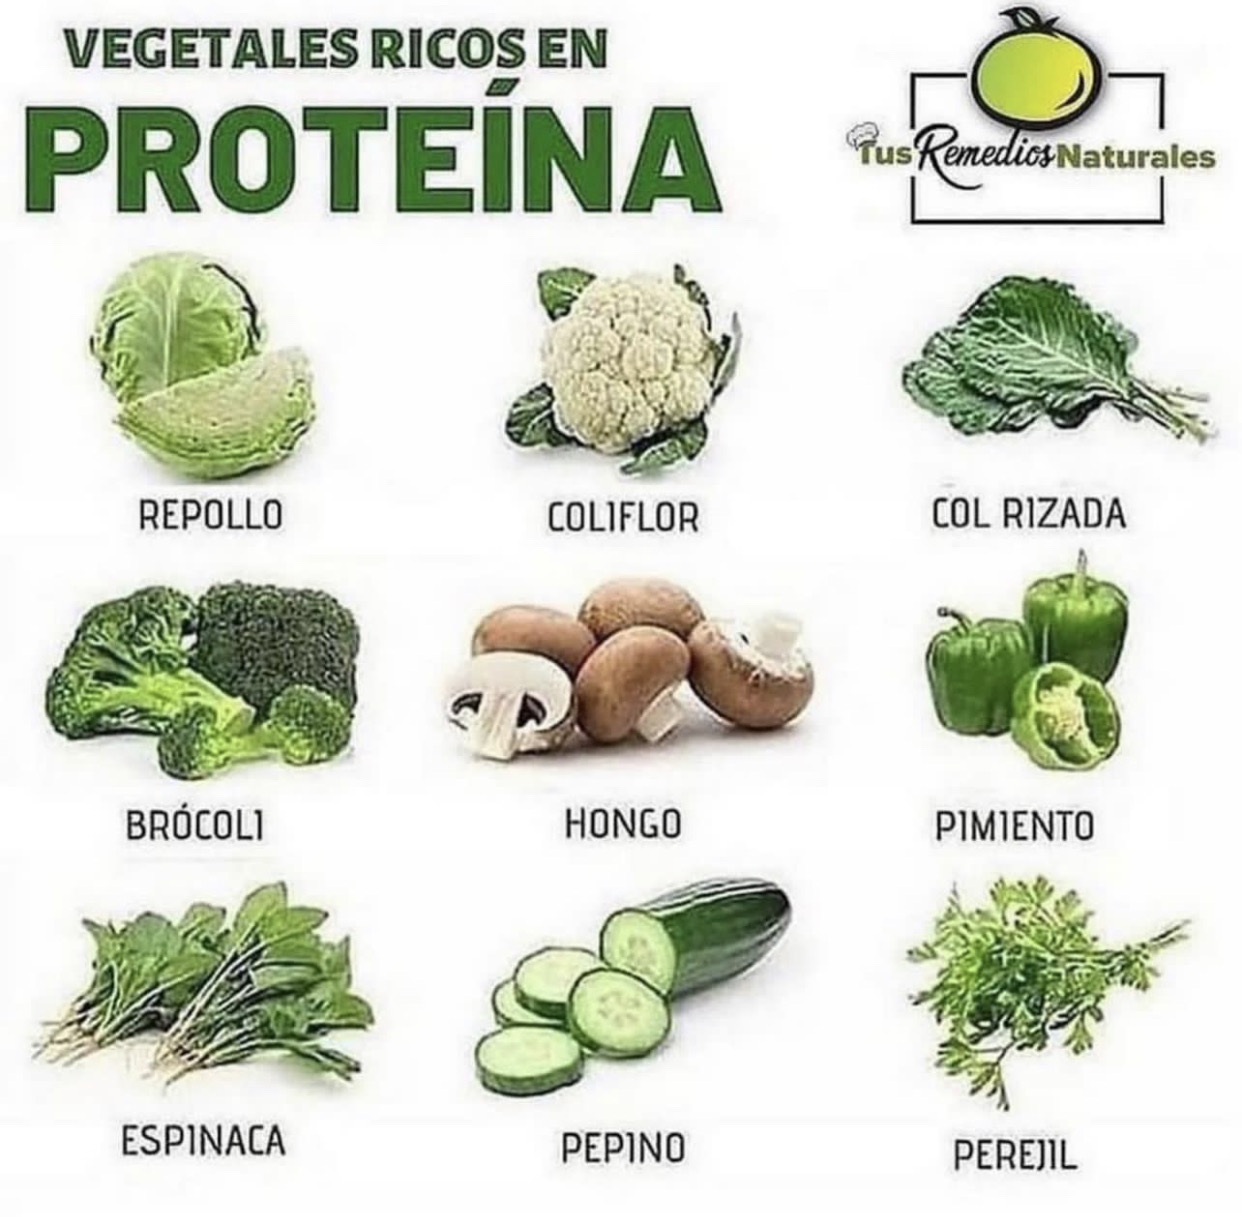 VEGETALES RICOS EN
PROTEÍNA
Tus Remedios Naturales
REPOLLO
COLIFLOR
COL RIZADA
BRÓCOLI
HONGO
PIMIENTO
ESPINACA
PEPINO
PEREJIL